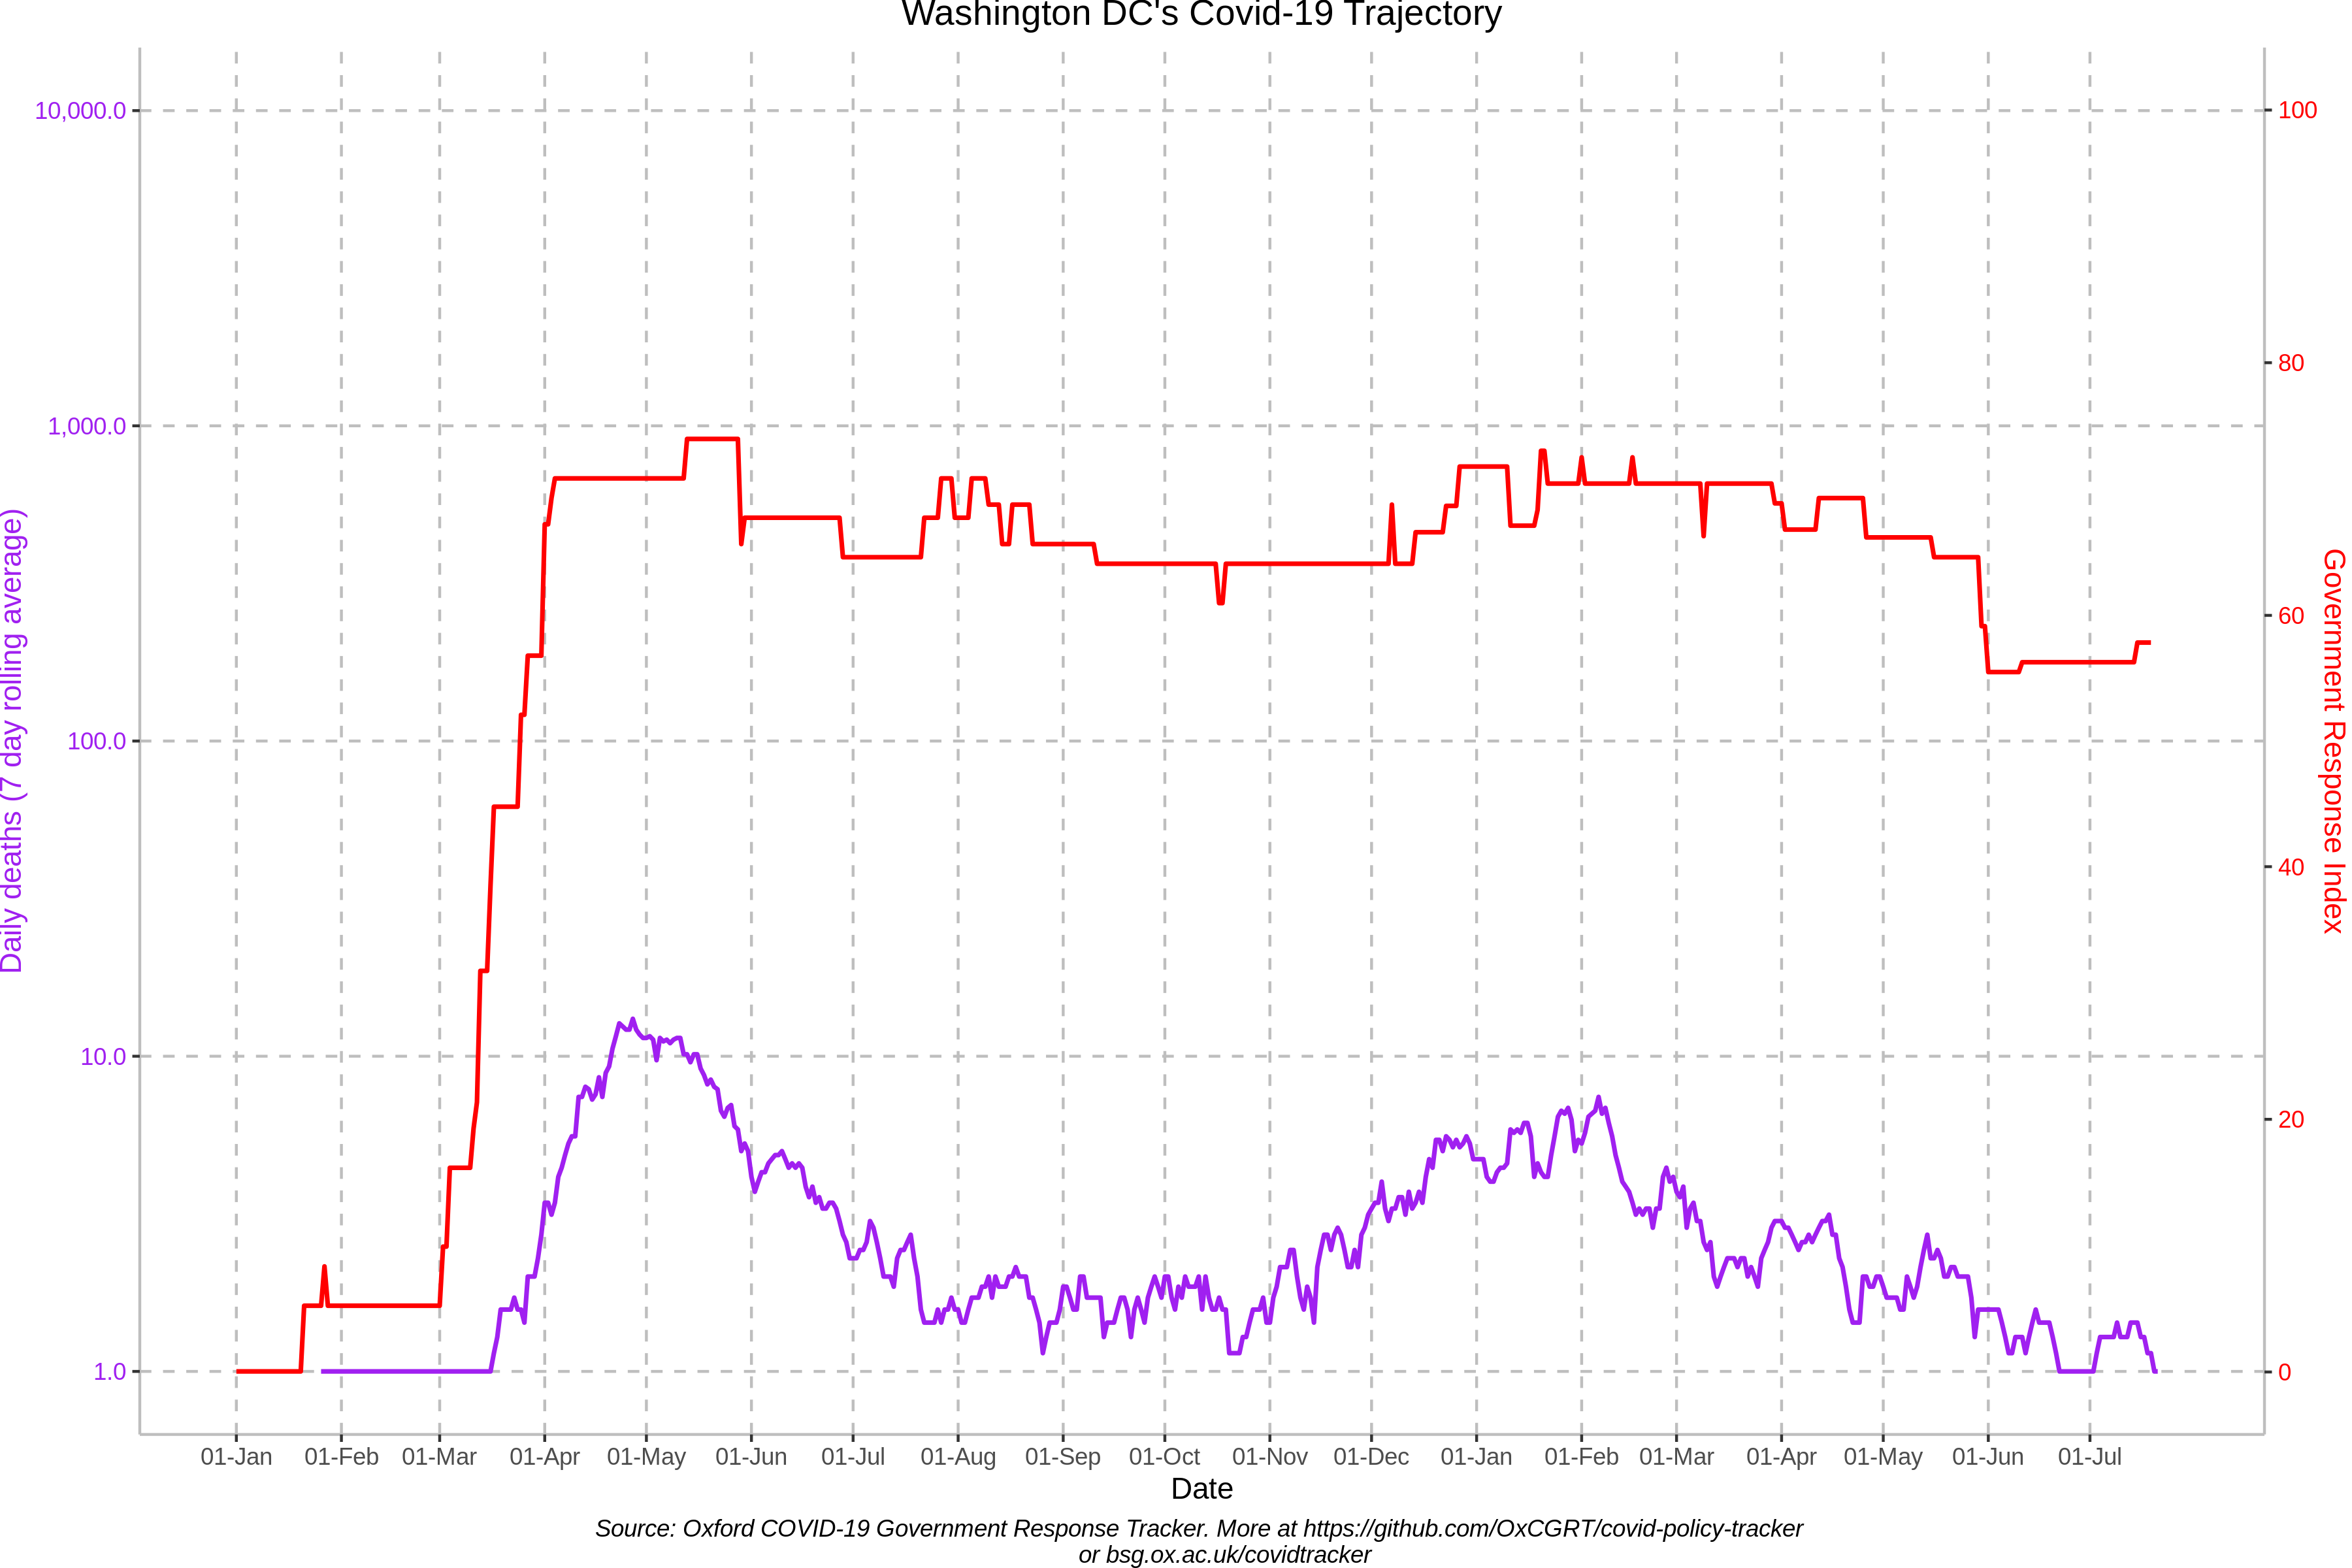 Washington DC's Covid-19 Trajectory
Daily deaths (7 day rolling average)
10,000.0
1,000.0
100.0
10.0
1.0
100
80
60
40
20
0
Government Response Index
01-Jan 01-Feb 01-Mar 01-Apr 01-May 01-Jun 01-Jul 01-Aug 01-Sep 01-Oct 01-Nov 01-Dec 01-Jan 01-Feb 01-Mar 01-Apr 01-May 01-Jun 01-Jul
Date
Source: Oxford COVID-19 Government Response Tracker. More at https://github.com/OxCGRT/covid-policy-tracker
or bsg.ox.ac.uk/covidtracker